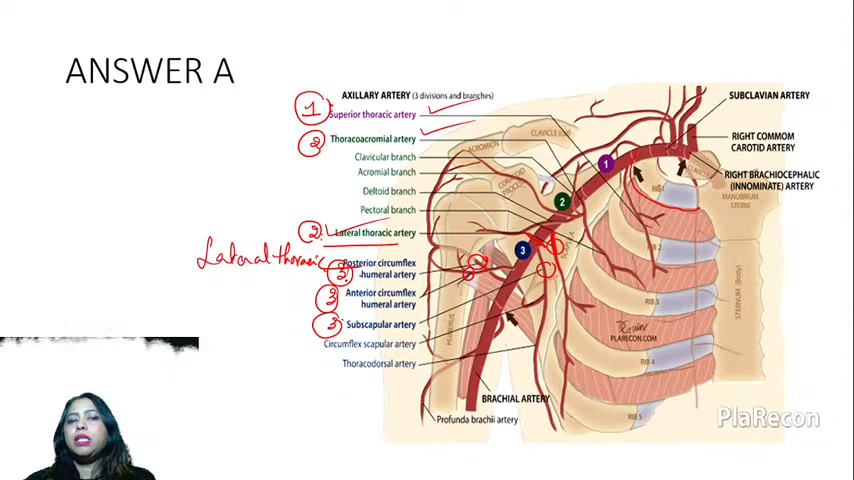 ANSWER A
AXILLARY ARTERY (3 divisions and branches)
1 Superior thoracic artery
2 Thoracoacromial artery
Clavicular branch
Acromial branch
Deltoid branch
Pectoral branch
2 Lateral thoracic artery
Lateral thoracic
Posterior circumflex
3 humeral artery
3 Anterior circumflex
humeral artery
3 Subscapular artery
Circumflex scapular artery
Thoracodorsal artery
SUBCLAVIAN ARTERY
RIGHT COMMOM
CAROTID ARTERY
RIGHT BRACHIOCEPHALIC
(INNOMINATE) ARTERY
CLAVICLE (cut)
ACROMION
CORACOID
PROCESS
1
2
3
CLAVICLE
MANUBRIUM
STERNI
RIB 1
SCAPULA
RIB 2
RIB 3
STERNUM (Body)
HUMERUS
PLARECON.COM
RIB 4
BRACHIAL ARTERY
RIB 5
Profunda brachii artery
PlaRecon